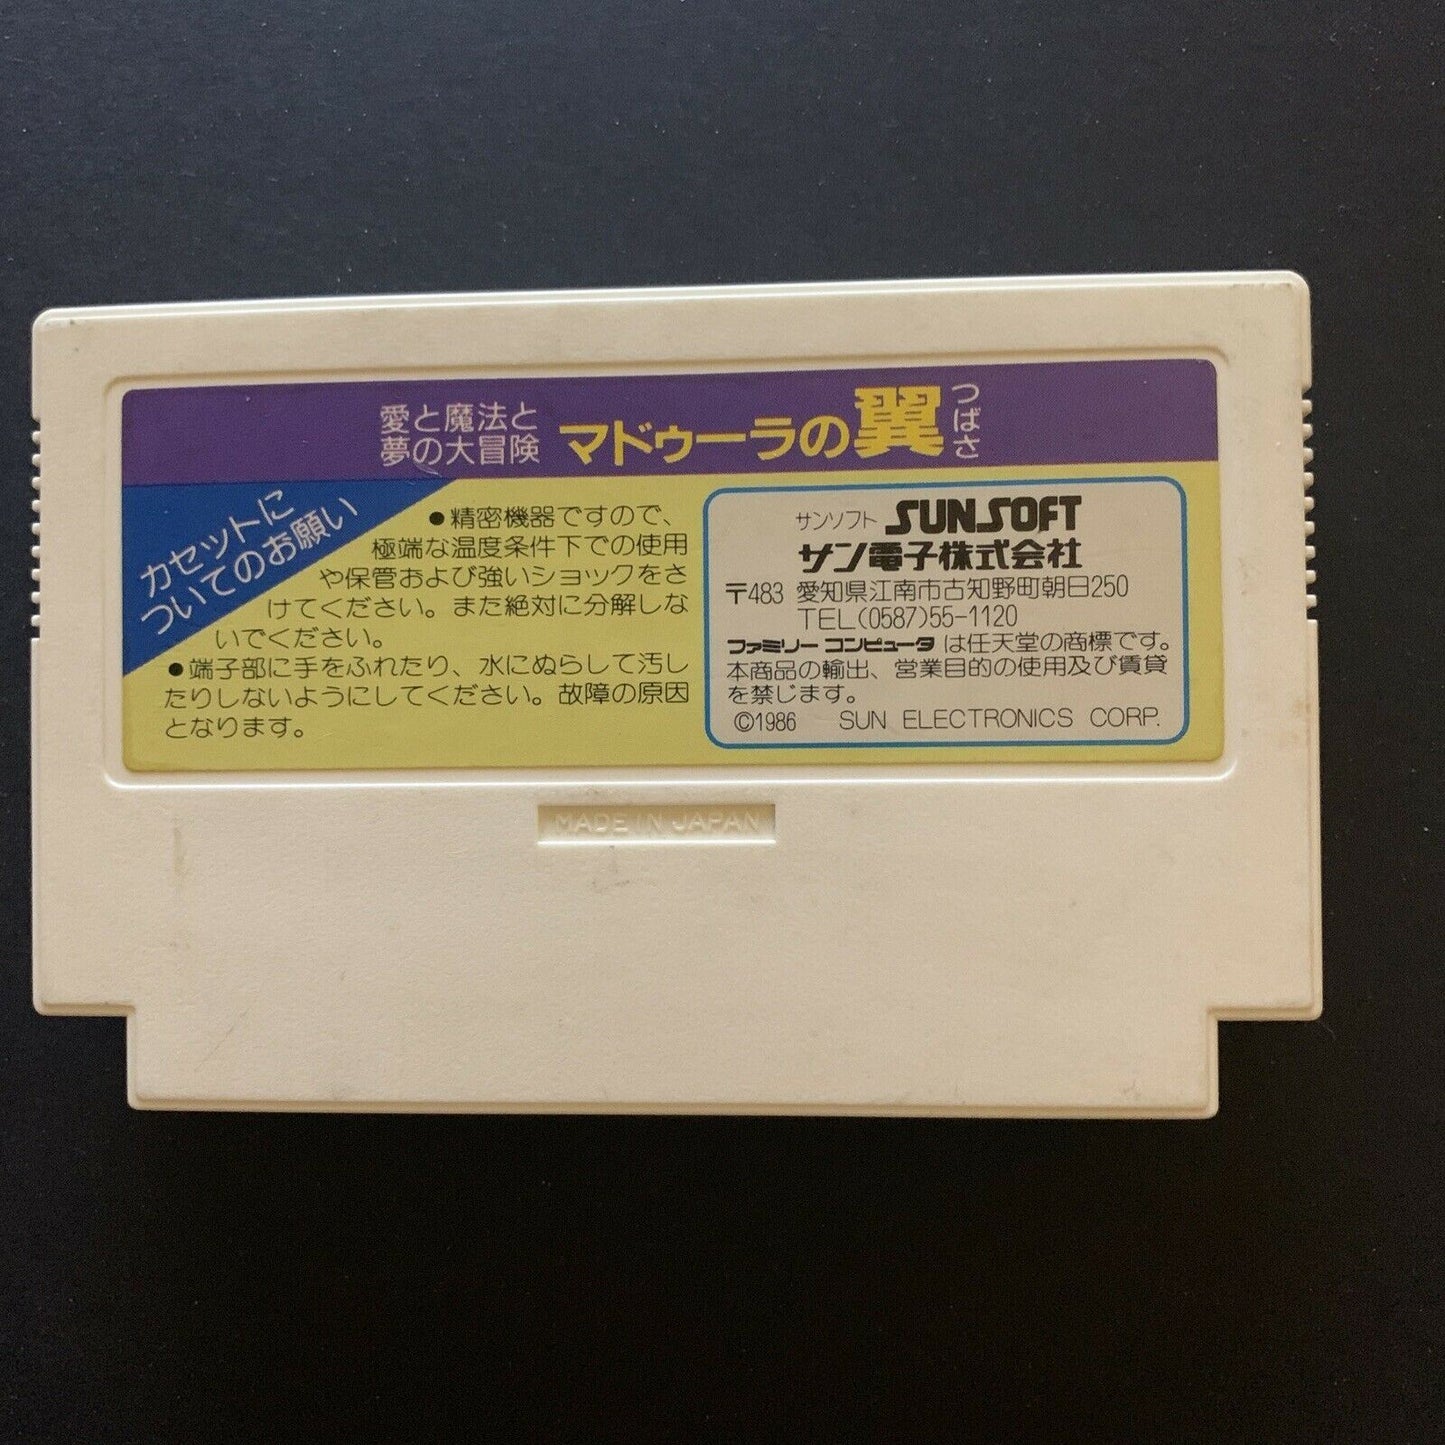 愛と魔法と
夢の大冒険
マドゥーラの翼
つばさ
カセットに
ついてのお願い
●精密機器ですので、
極端な温度条件下での使用
や保管および強いショックをさ
けてください。また絶対に分解しな
いでください。
●端子部に手をふれたり、水にぬらして汚し
たりしないようにしてください。故障の原因
となります。
サンソフト SUNSOFT
サン電子株式会社
〒483 愛知県江南市古知野町朝日250
TEL(0587)55-1120
ファミリーコンピュータは任天堂の商標です。
本商品の輸出、営業目的の使用及び賃貸
を禁じます。
©1986 SUN ELECTRONICS CORP.
MADE IN JAPAN